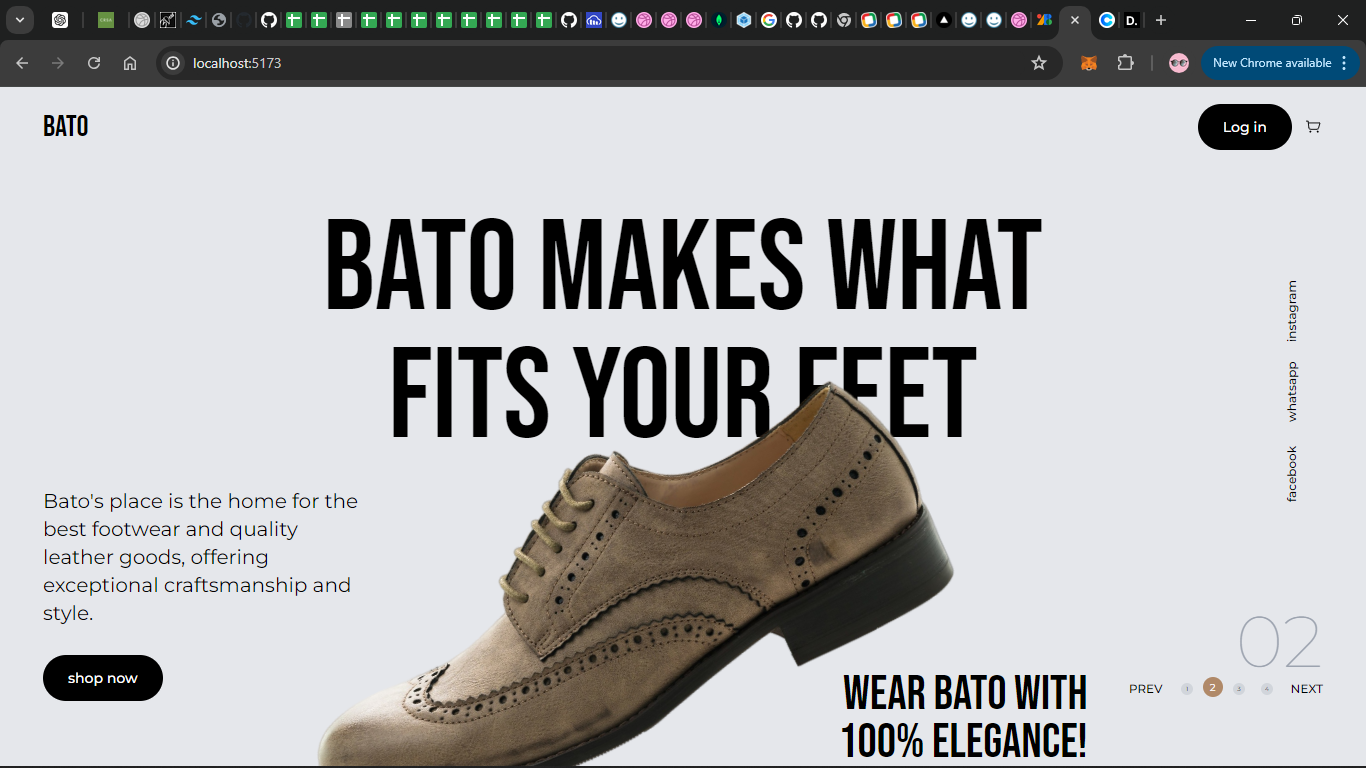 localhost:5173
New Chrome available
BATO
Log in
BATO MAKES WHAT
FITS YOUR FEET
instagram
whatsapp
facebook
Bato's place is the home for the
best footwear and quality
leather goods, offering
exceptional craftsmanship and
style.
shop now
02
PREV 1 2 3 4 NEXT
WEAR BATO WITH
100% ELEGANCE!